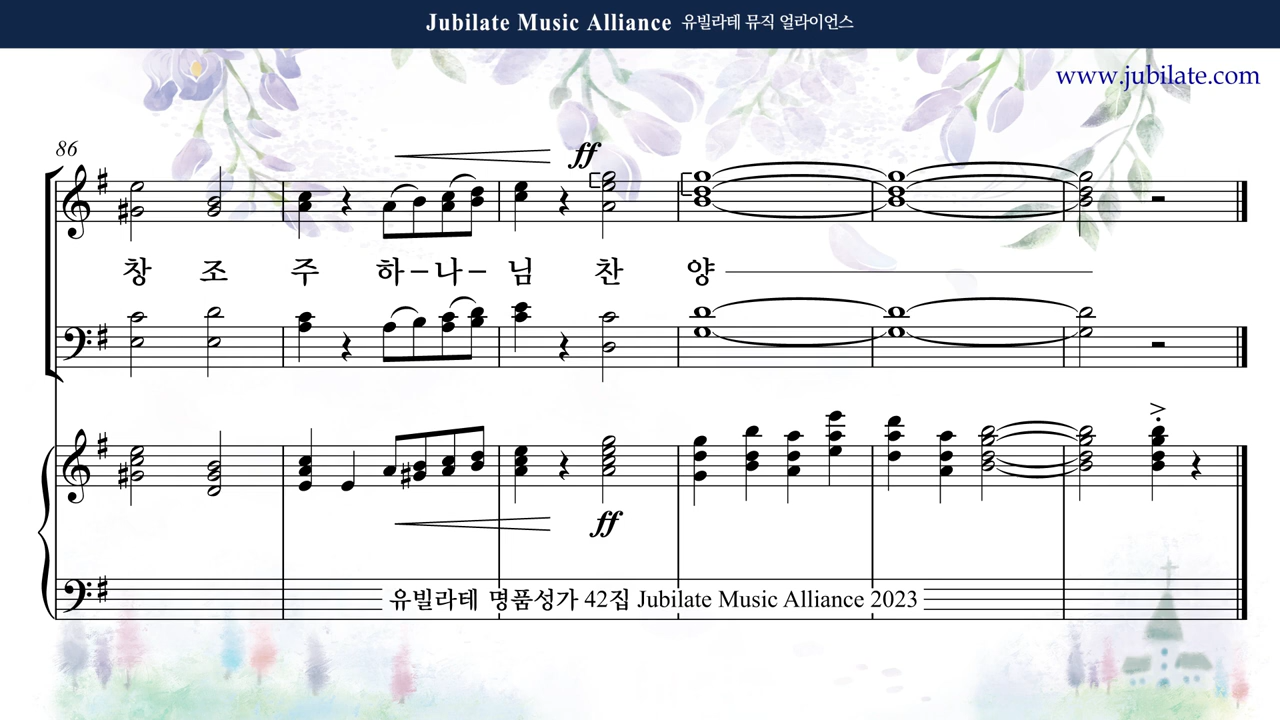 Jubilate Music Alliance 유빌라테 뮤직 얼라이언스
www.jubilate.com
86
ff
창 조 주 하-나- 님 찬 양
ff
유빌라테 명품성가 42집 Jubilate Music Alliance 2023